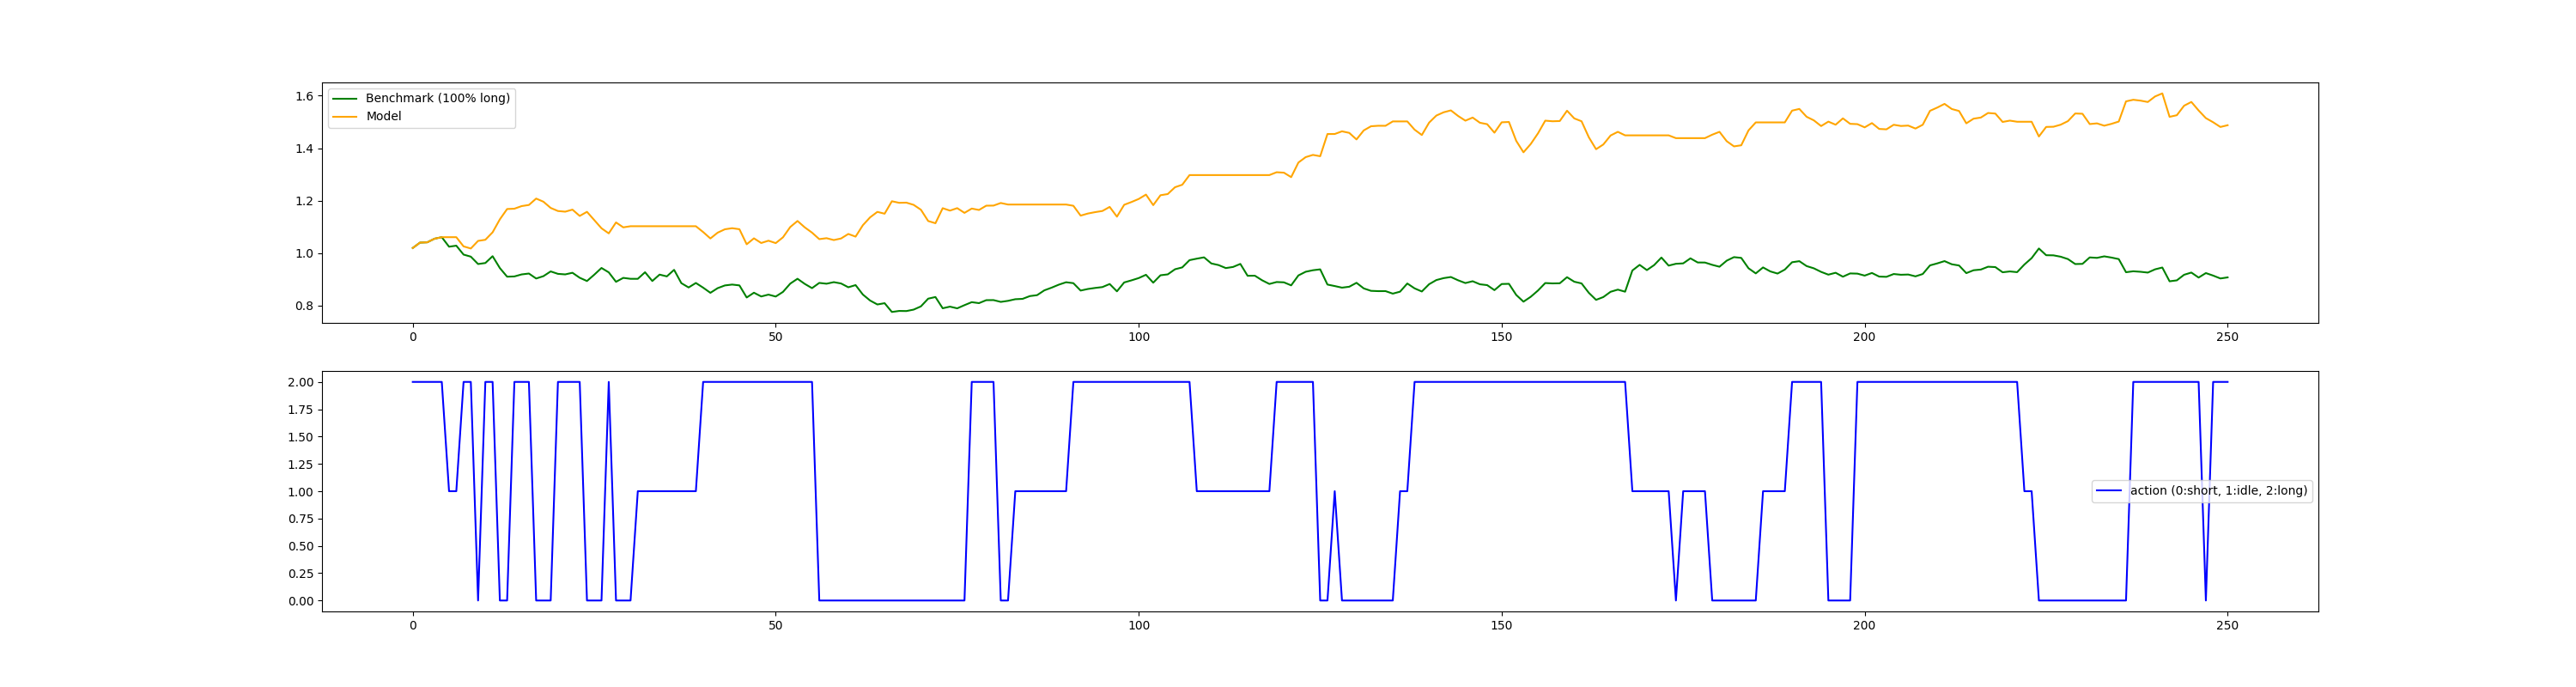 1.6
1.4
1.2
1.0
0.8
Benchmark (100% long)
Model
0 50 100 150 200 250
2.00
1.75
1.50
1.25
1.00
0.75
0.50
0.25
0.00
action (0:short, 1:idle, 2:long)
0 50 100 150 200 250